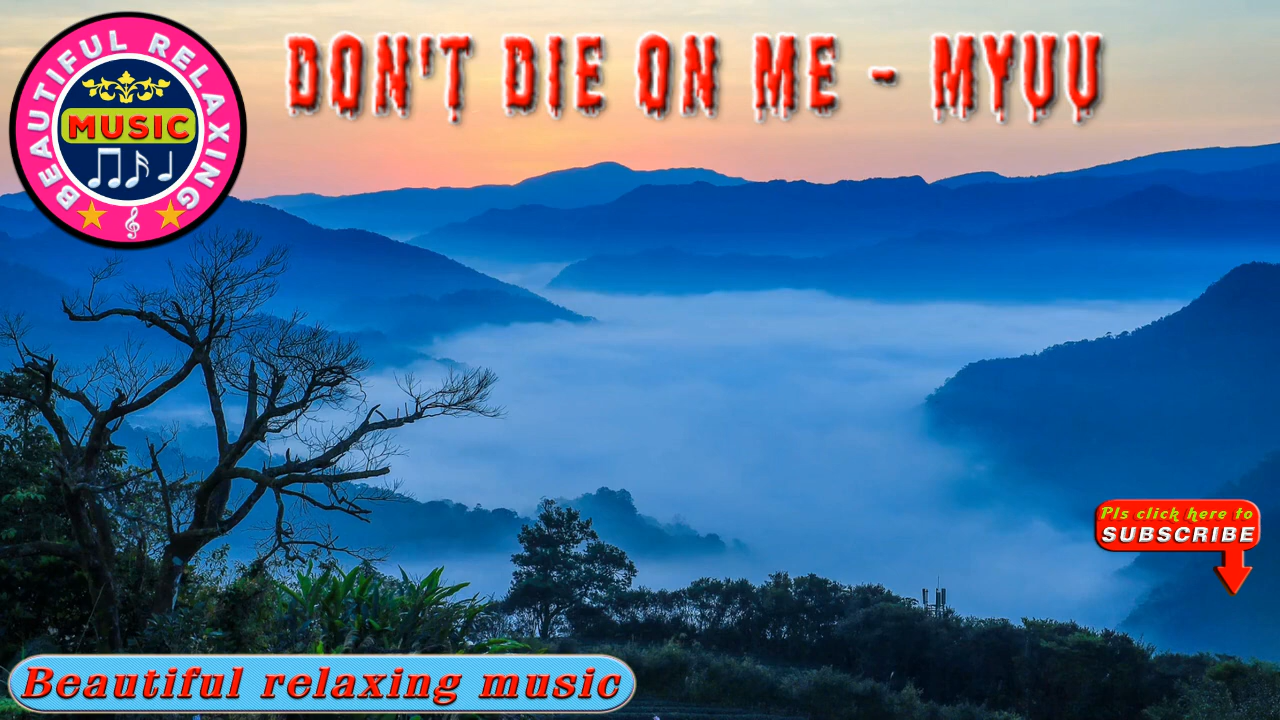 BEAUTIFUL RELAXING
MUSIC
DON'T DIE ON ME - MYUU
Pls click here to
SUBSCRIBE
Beautiful relaxing music